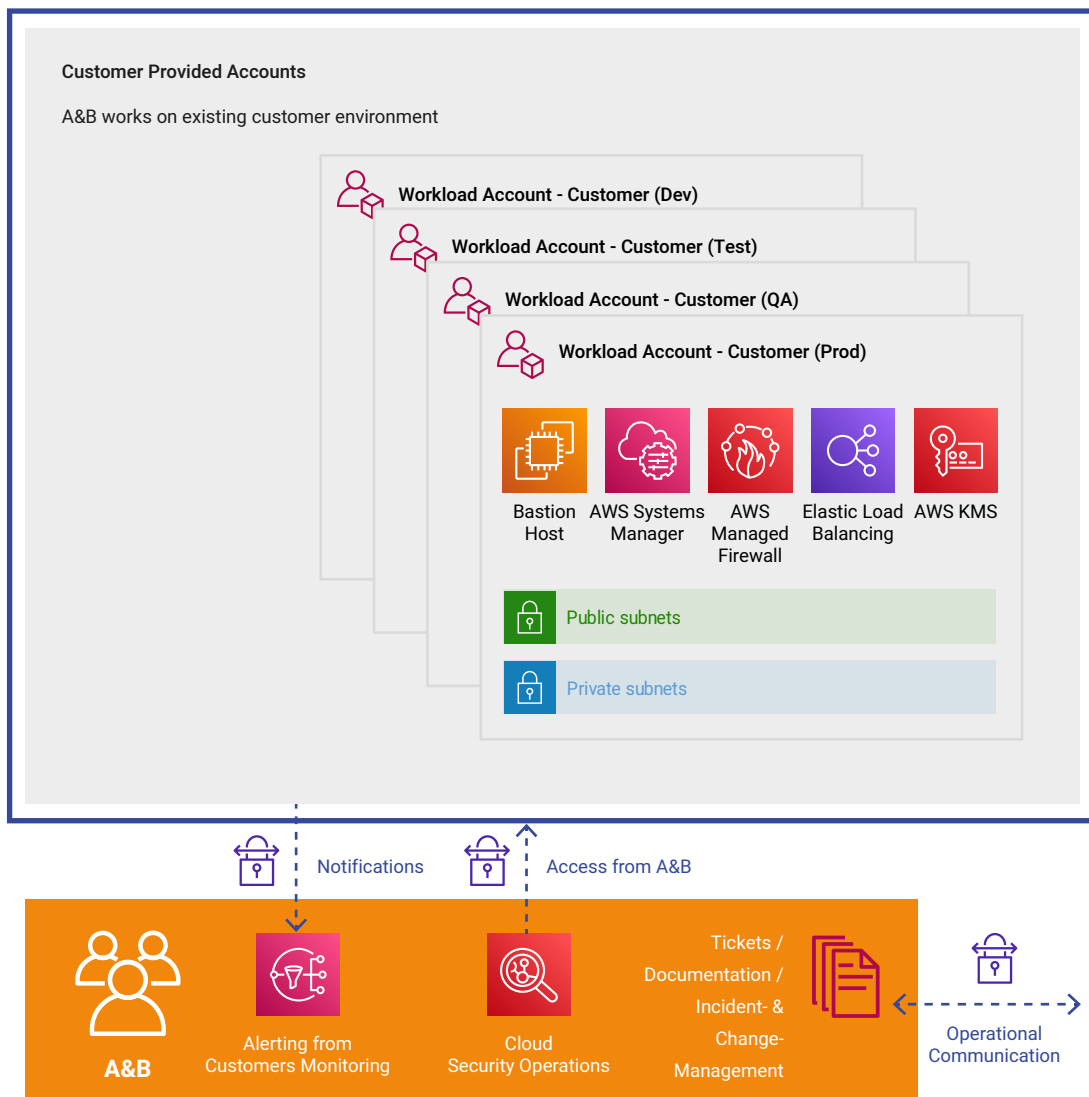 Customer Provided Accounts
A&B works on existing customer environment
Workload Account - Customer (Dev)
Workload Account - Customer (Test)
Workload Account - Customer (QA)
Workload Account - Customer (Prod)
Bastion
Host
AWS Systems
Manager
AWS
Managed
Firewall
Elastic Load
Balancing
AWS KMS
Public subnets
Private subnets
Notifications
Access from A&B
A&B
Alerting from
Customers Monitoring
Cloud
Security Operations
Tickets /
Documentation /
Incident- &
Change-
Management
Operational
Communication